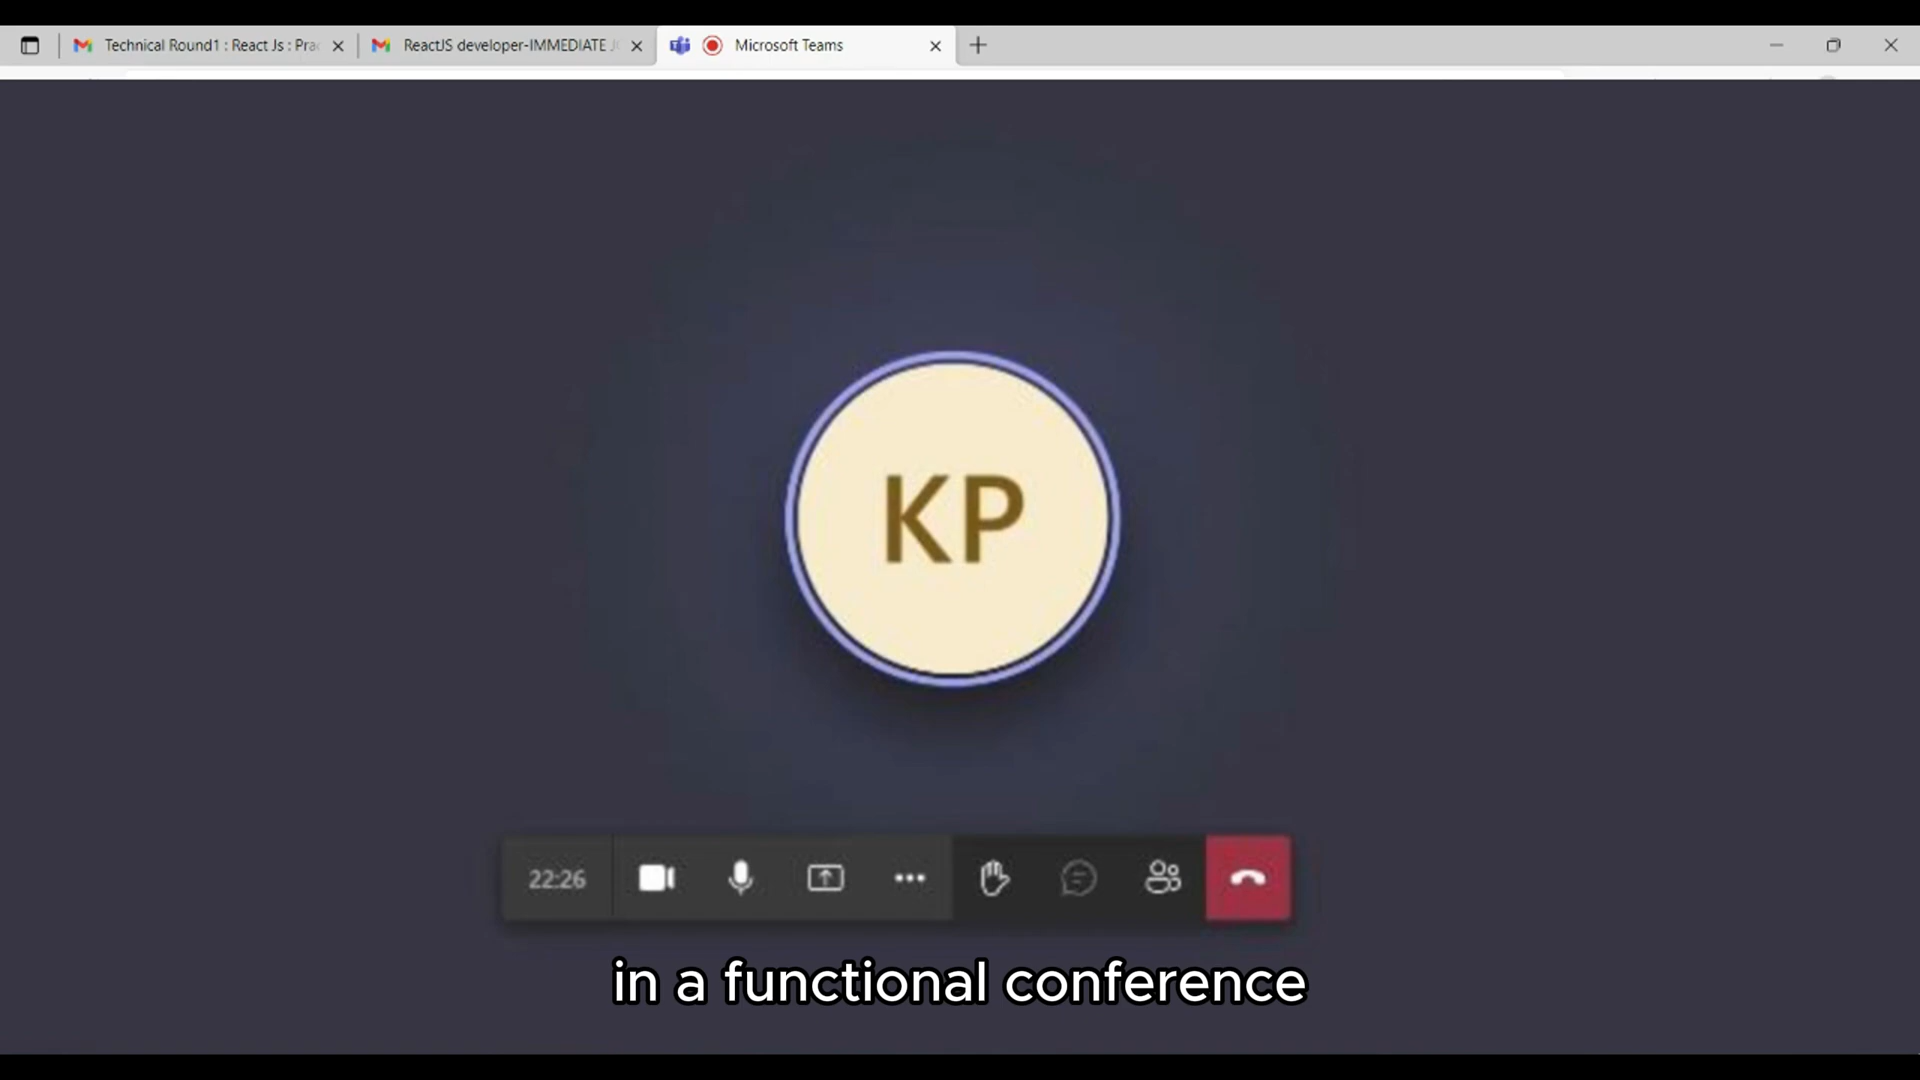 Technical Round1 : React Js : Pra
ReactJS developer-IMMEDIATE
Microsoft Teams
KP
22:26
in a functional conference